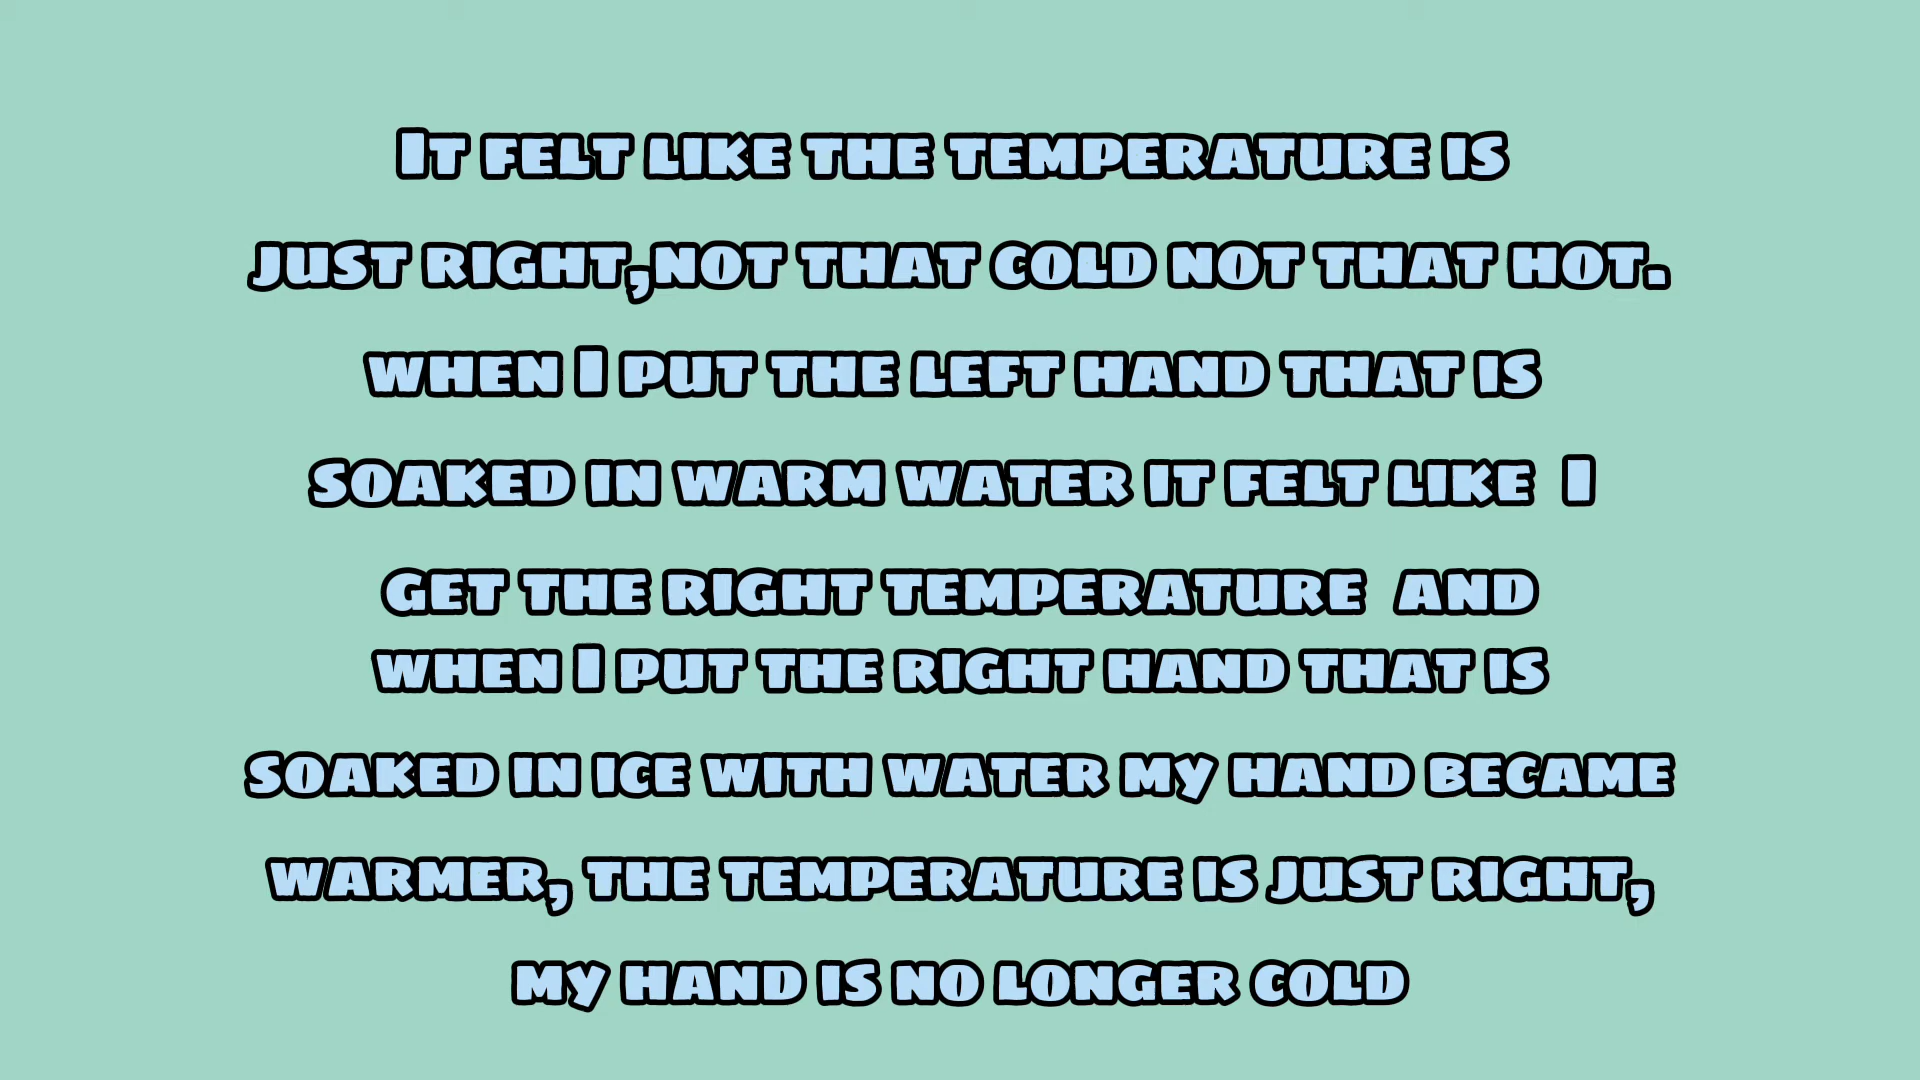 It felt like the temperature is
just right,not that cold not that hot.
when I put the left hand that is
soaked in warm water it felt like  I
get the right temperature  and
when I put the right hand that is
soaked in ice with water my hand became
warmer, the temperature is just right,
my hand is no longer cold